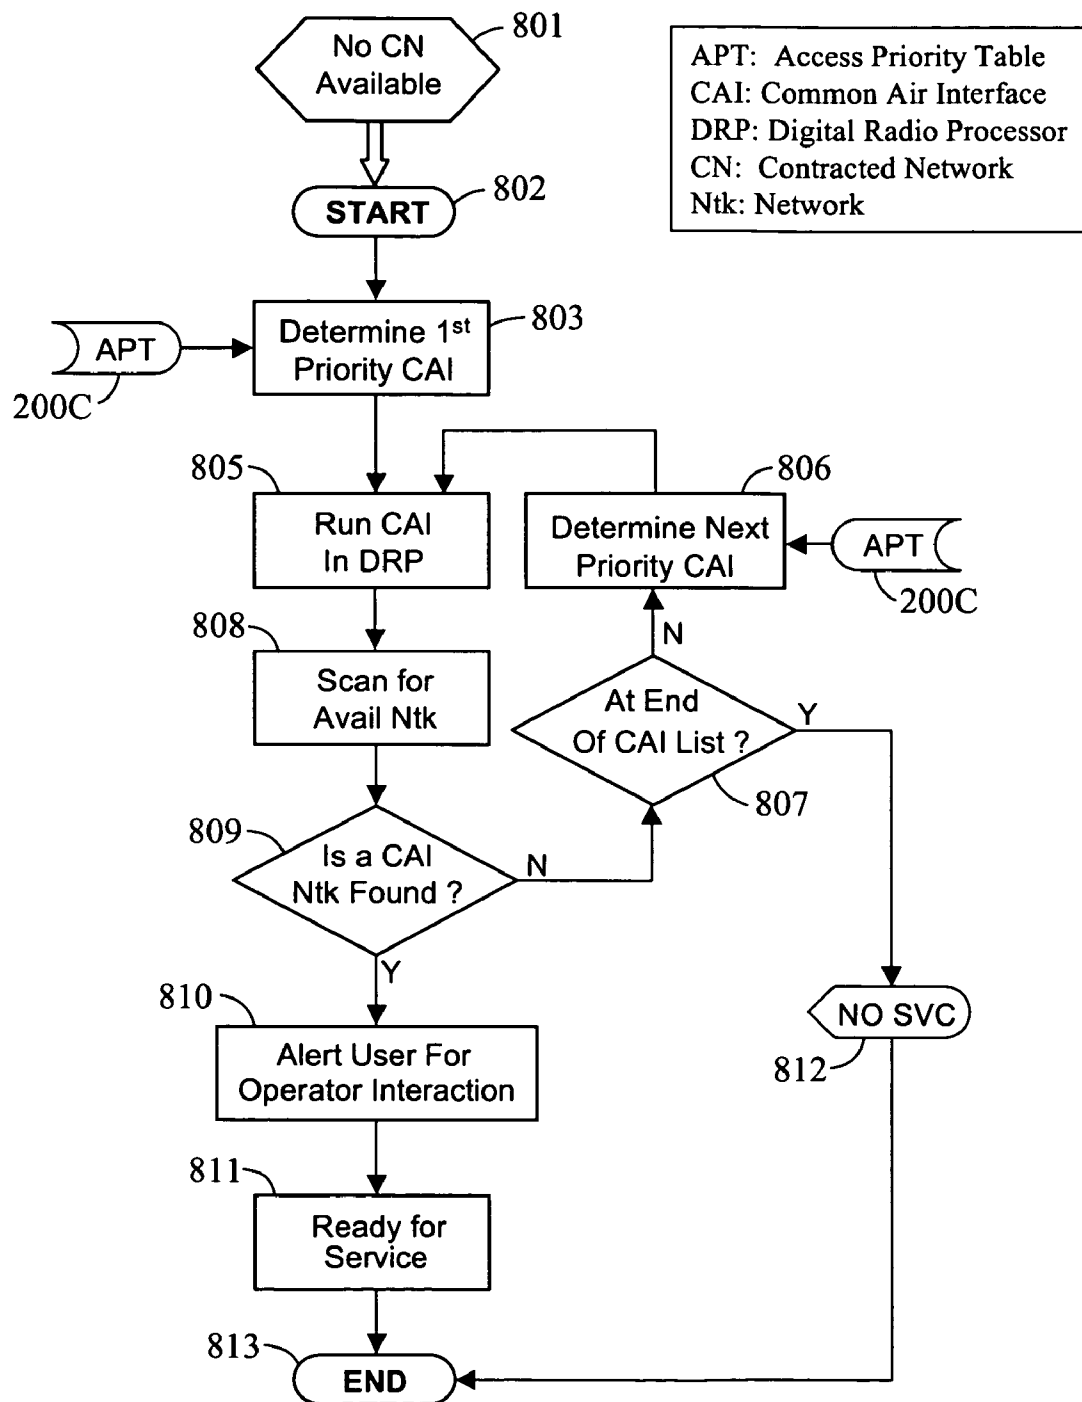 801
No CN
Available
APT: Access Priority Table
CAI: Common Air Interface
DRP: Digital Radio Processor
CN: Contracted Network
Ntk: Network
802
START
803
Determine 1st
Priority CAI
APT
200C
805
Run CAI
In DRP
806
Determine Next
Priority CAI
APT
200C
808
Scan for
Avail Ntk
N
At End
Of CAI List ?
Y
807
809
Is a CAI
Ntk Found ?
N
Y
810
Alert User For
Operator Interaction
NO SVC
812
811
Ready for
Service
813
END